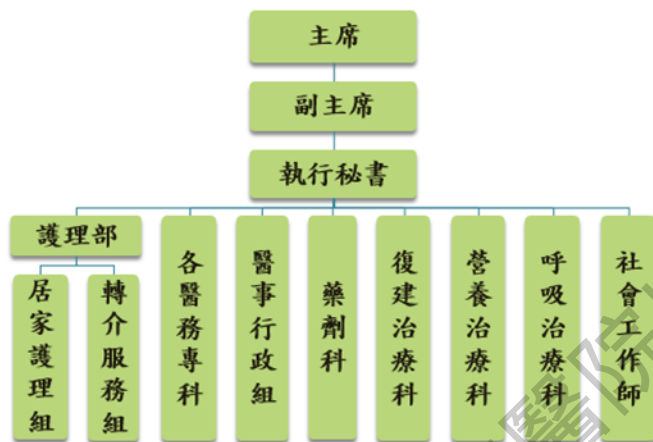 主席
副主席
執行秘書
護理部
居家護理組
轉介服務組
各醫務專科
醫事行政組
藥劑科
復建治療科
營養治療科
呼吸治療科
社會工作師
醫院